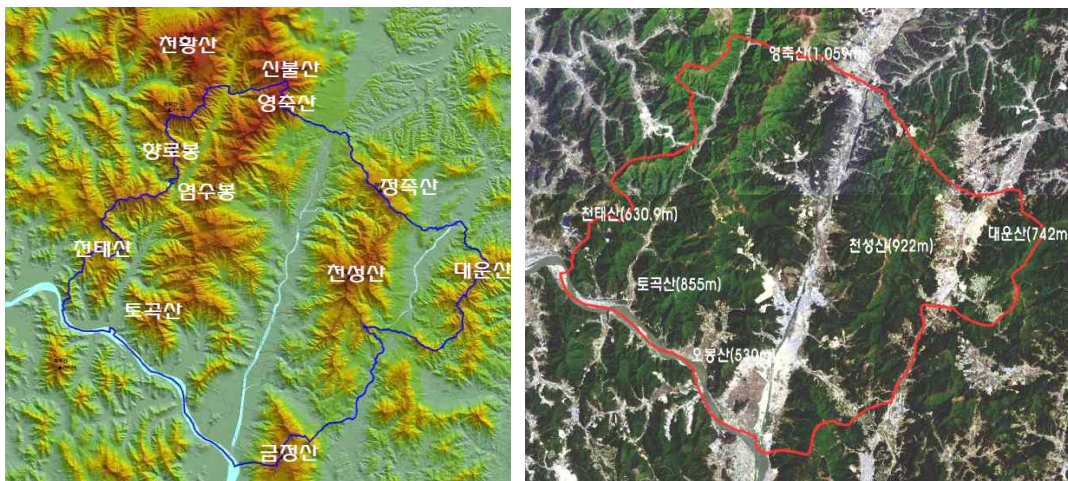 천황산
신불산
영축산
향로봉
염수봉
정족산
천태산
천성산
대운산
토곡산
금정산
영축산(1,059m)
천태산(630.9m)
천성산(922m)
대운산(742m)
토곡산(855m)
오봉산(530m)